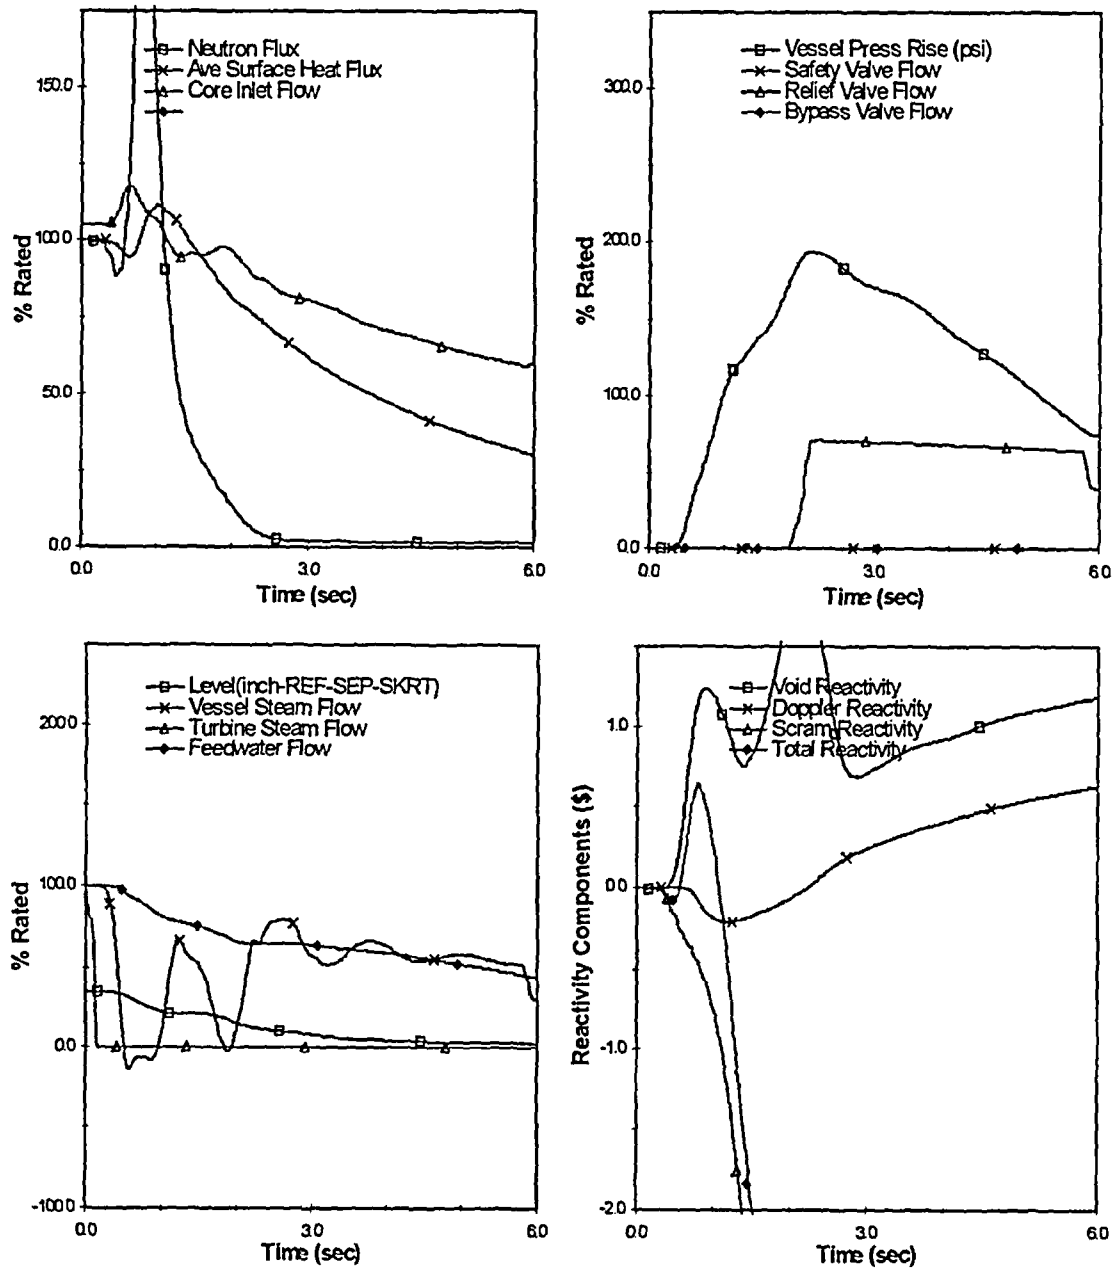 Neutron Flux
Ave Surface Heat Flux
Core Inlet Flow
150.0
100.0
50.0
0.0
% Rated
0.0
3.0
6.0
Time (sec)
Vessel Press Rise (psi)
Safety Valve Flow
Relief Valve Flow
Bypass Valve Flow
300.0
200.0
100.0
0.0
% Rated
0.0
3.0
6.0
Time (sec)
Level(inch-REF-SEP-SKRT)
Vessel Steam Flow
Turbine Steam Flow
Feedwater Flow
200.0
100.0
0.0
-100.0
% Rated
0.0
3.0
6.0
Time (sec)
Void Reactivity
Doppler Reactivity
Scram Reactivity
Total Reactivity
1.0
0.0
-1.0
-2.0
Reactivity Components ($)
0.0
3.0
6.0
Time (sec)